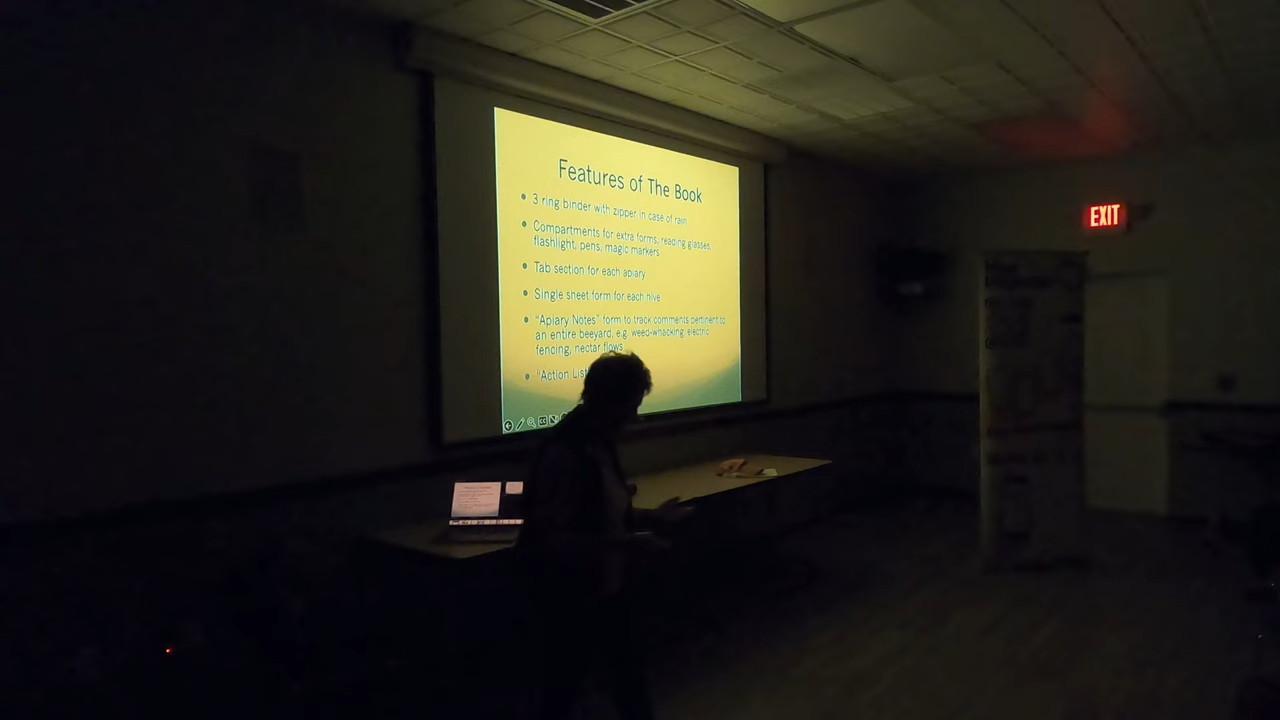 Features of The Book
3 ring binder with zipper in case of rain
Compartments for extra forms, reading glasses,
flashlight, pens, magic markers
Tab section for each apiary
Single sheet form for each hive
"Apiary Notes" form to track comments pertinent to
an entire beeyard, e.g. weed-whacking, electric
fencing, nectar flows
"Action List
EXIT